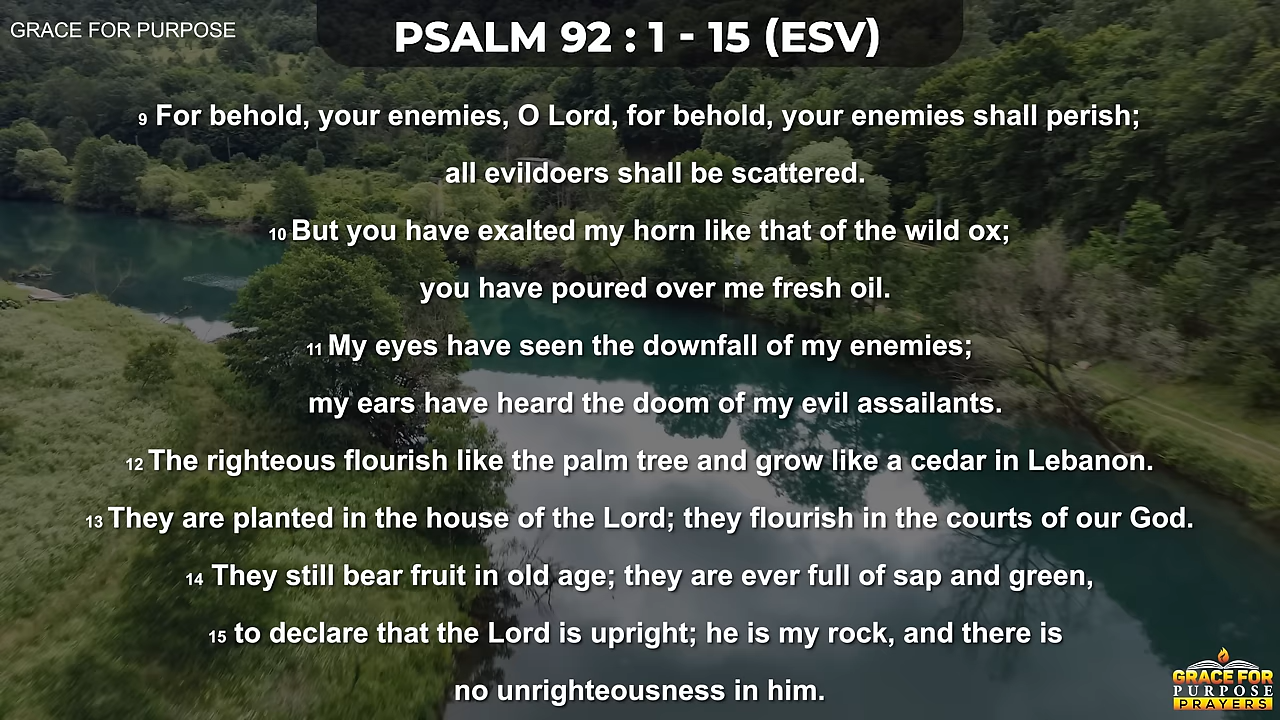 GRACE FOR PURPOSE
PSALM 92 : 1 - 15 (ESV)
9 For behold, your enemies, O Lord, for behold, your enemies shall perish;
all evildoers shall be scattered.
10 But you have exalted my horn like that of the wild ox;
you have poured over me fresh oil.
11 My eyes have seen the downfall of my enemies;
my ears have heard the doom of my evil assailants.
12 The righteous flourish like the palm tree and grow like a cedar in Lebanon.
13 They are planted in the house of the Lord; they flourish in the courts of our God.
14 They still bear fruit in old age; they are ever full of sap and green,
15 to declare that the Lord is upright; he is my rock, and there is
no unrighteousness in him.
GRACE FOR
PURPOSE
PRAYERS